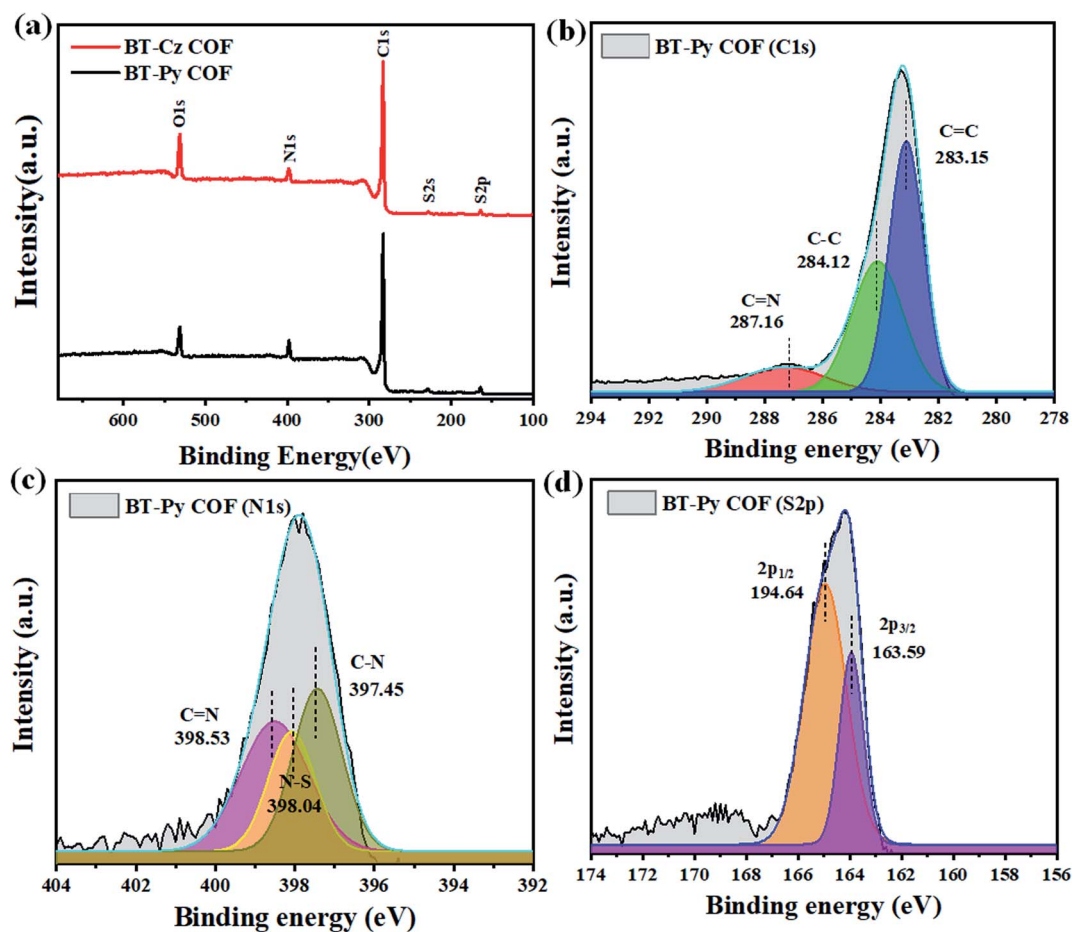 (a)
BT-Cz COF
BT-Py COF
O1s
N1s
C1s
S2s
S2p
Intensity(a.u.)
600 500 400 300 200 100
Binding Energy(eV)
(b)
BT-Py COF (C1s)
C=C
283.15
C-C
284.12
C=N
287.16
Intensity (a.u.)
294 292 290 288 286 284 282 280 278
Binding energy (eV)
(c)
BT-Py COF (N1s)
C-N
397.45
C=N
398.53
N-S
398.04
Intensity (a.u.)
404 402 400 398 396 394 392
Binding energy (eV)
(d)
BT-Py COF (S2p)
2p1/2
194.64
2p3/2
163.59
Intensity (a.u.)
174 172 170 168 166 164 162 160 158 156
Binding energy (eV)